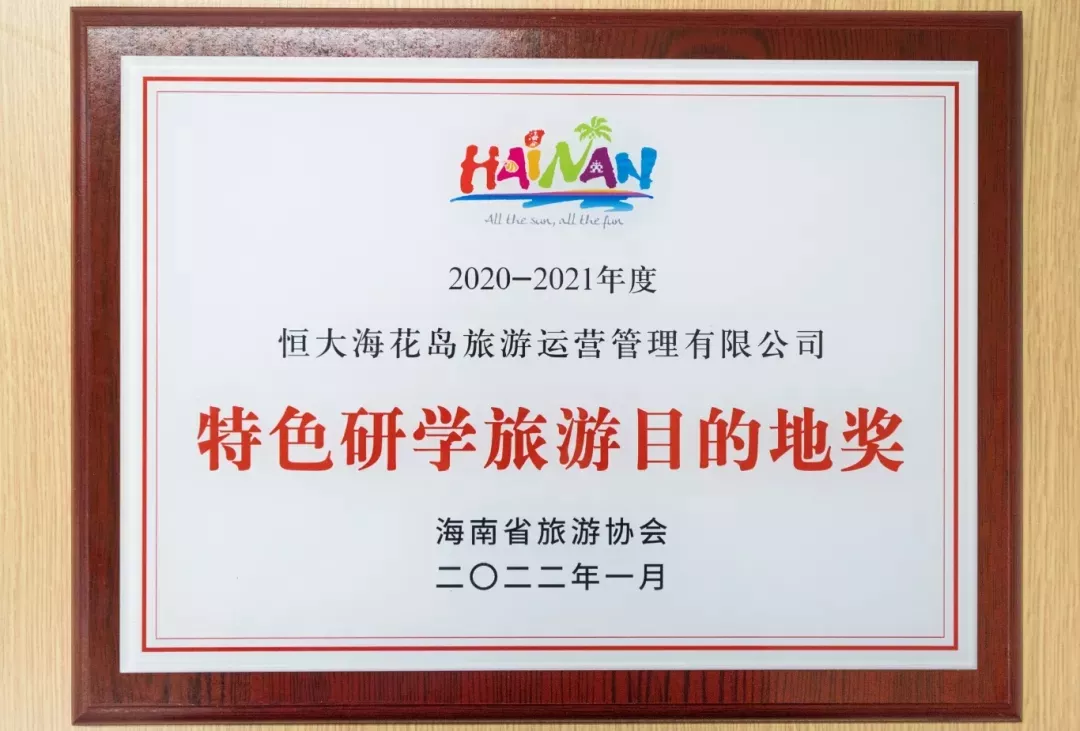 HAINAN
All the sun, all the fun
2020-2021年度
恒大海花岛旅游运营管理有限公司
特色研学旅游目的地奖
海南省旅游协会
二〇二二年一月